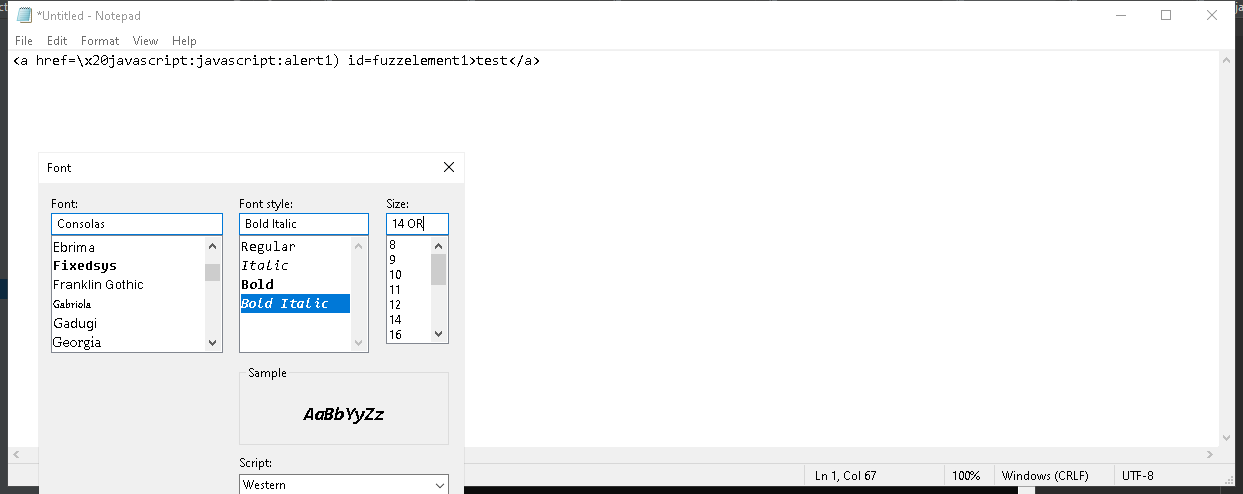 *Untitled - Notepad
File Edit Format View Help
<a href=\x20javascript:javascript:alert1) id=fuzzelement1>test</a>
Font
Font: Font style: Size:
Consolas Bold Italic 14 OR
Ebrima Regular 8
Fixedsys Italic 9
Franklin Gothic Bold 10
Gabriola Bold Italic 11
Gadugi 12
Georgia 14
16
Sample
AaBbYyZz
Script:
Western
Ln 1, Col 67 100% Windows (CRLF) UTF-8